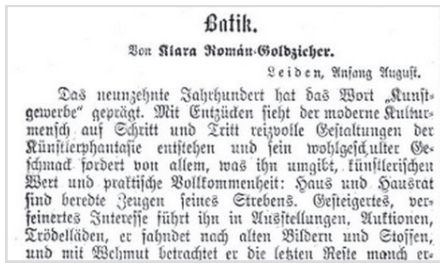 Batik.
Von Klara Román-Goldzieher.
Leiden, Anfang August.
Das neunzehnte Jahrhundert hat das Wort „Kunst-
gewerbe“ geprägt. Mit Entzücken sieht der moderne Kultur-
mensch auf Schritt und Tritt reizvolle Gestaltungen der
Künstlerphantasie entstehen und sein wohlgeschulter Ge-
schmack fordert von allem, was ihn umgibt, künstlerischen
Wert und praktische Vollkommenheit: Haus und Hausrat
sind beredte Zeugen seines Strebens. Gesteigertes, ver-
feinertes Interesse führt ihn in Ausstellungen, Auktionen,
Trödelläden, er fahndet nach alten Bildern und Stoffen,
und mit Wehmut betrachtet er die letzten Reste manch er-